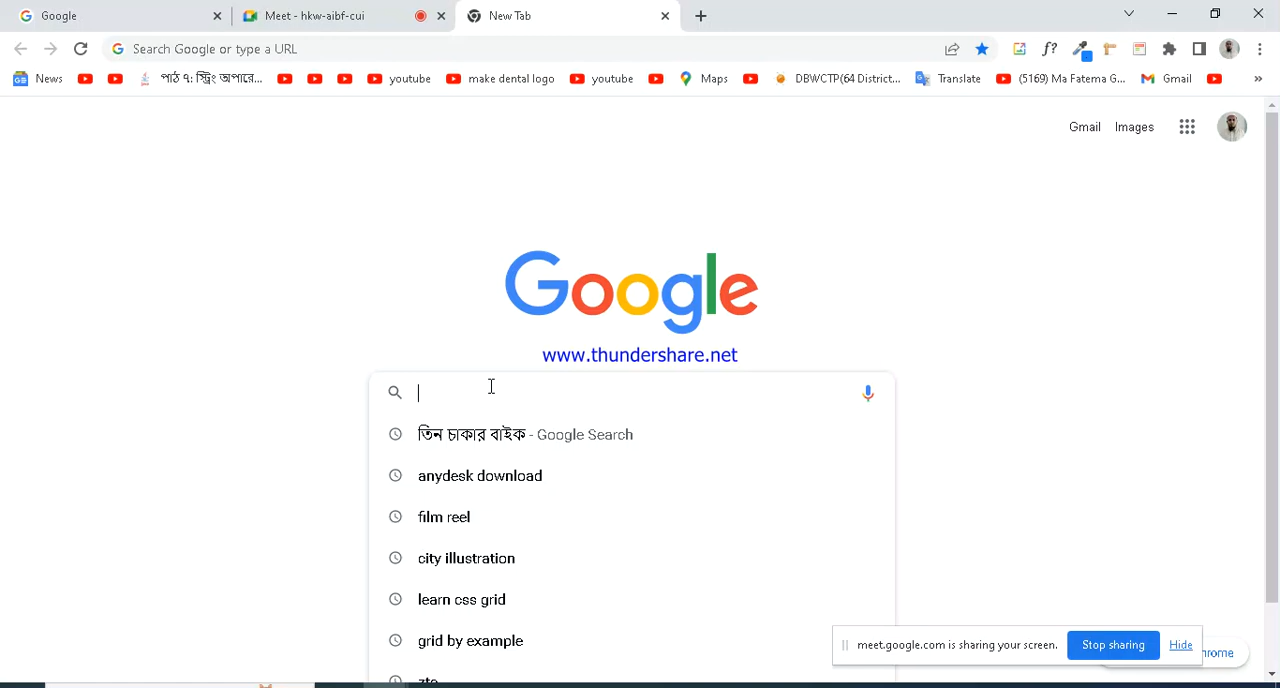 Google
Meet - hkw-aibf-cui
New Tab
Search Google or type a URL
News
পাঠ ৭: স্ট্রিং অপারে...
youtube
make dental logo
youtube
Maps
DBWCTP(64 District...
Translate
(5169) Ma Fatema G...
Gmail
Gmail
Images
Google
www.thundershare.net
তিন চাকার বাইক - Google Search
anydesk download
film reel
city illustration
learn css grid
grid by example
meet.google.com is sharing your screen.
Stop sharing
Hide